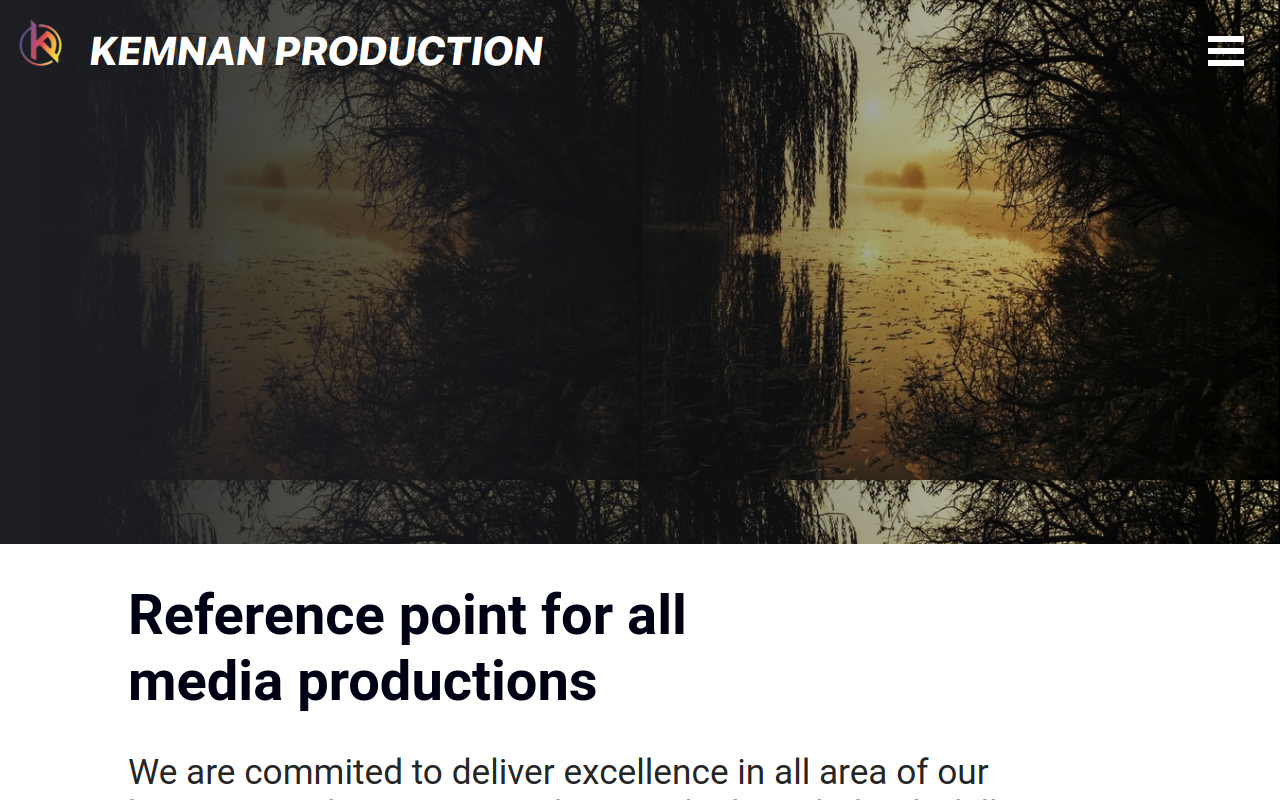 KEMNAN PRODUCTION
Reference point for all
media productions
We are commited to deliver excellence in all area of our